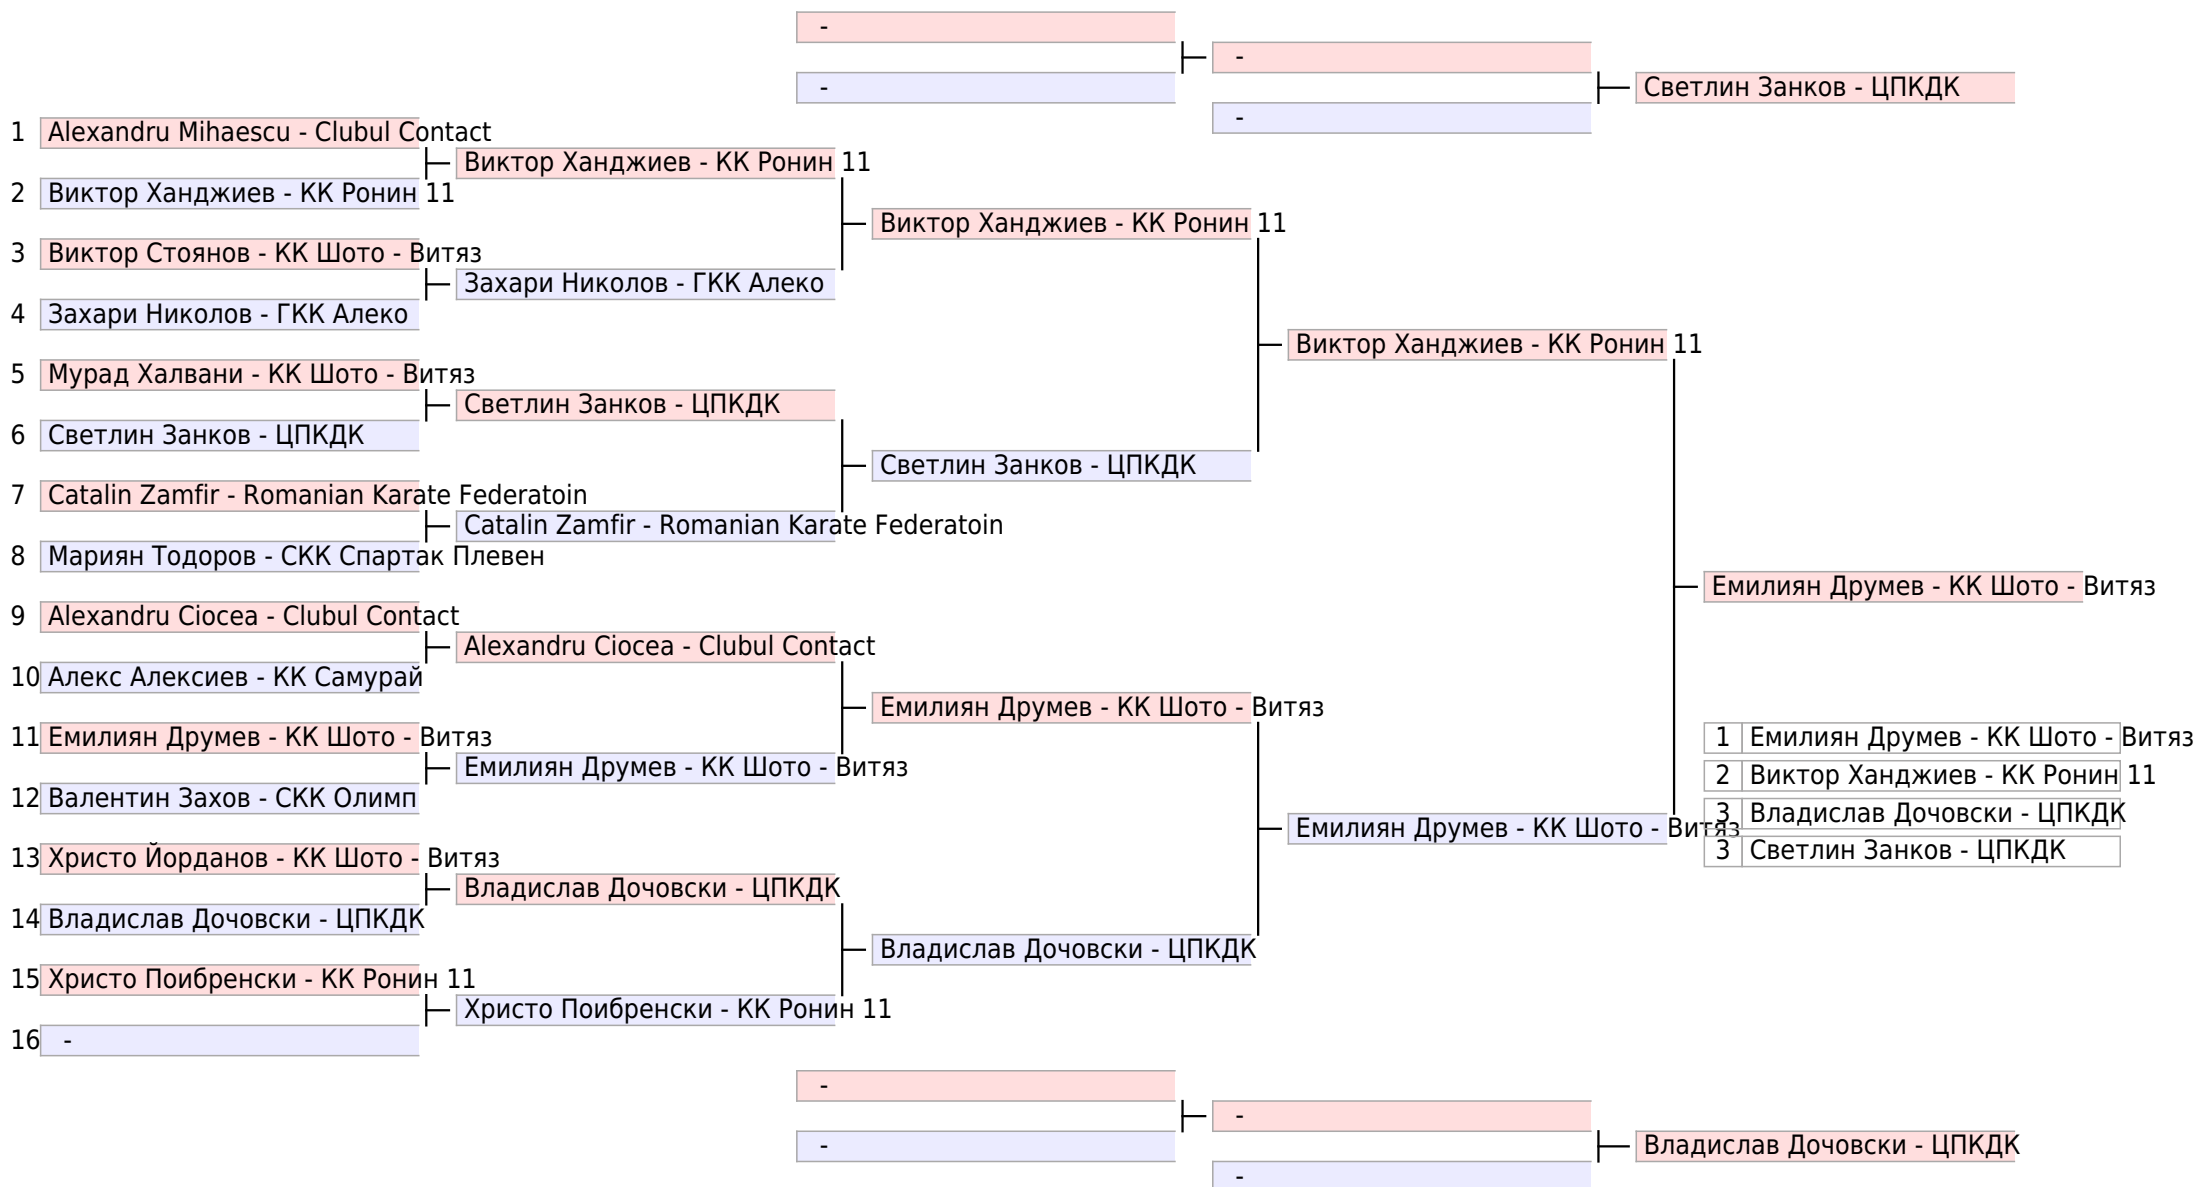 -
-
-
-
Светлин Занков - ЦПКДК
1 Alexandru Mihaescu - Clubul Contact
2 Виктор Ханджиев - КК Ронин 11
3 Виктор Стоянов - КК Шото - Витяз
4 Захари Николов - ГКК Алеко
5 Мурад Халвани - КК Шото - Витяз
6 Светлин Занков - ЦПКДК
7 Catalin Zamfir - Romanian Karate Federatoin
8 Мариян Тодоров - СКК Спартак Плевен
9 Alexandru Ciocea - Clubul Contact
10 Алекс Алексиев - КК Самурай
11 Емилиян Друмев - КК Шото - Витяз
12 Валентин Захов - СКК Олимп
13 Христо Йорданов - КК Шото - Витяз
14 Владислав Дочовски - ЦПКДК
15 Христо Поибренски - КК Ронин 11
16 -
Виктор Ханджиев - КК Ронин 11
Захари Николов - ГКК Алеко
Светлин Занков - ЦПКДК
Catalin Zamfir - Romanian Karate Federatoin
Alexandru Ciocea - Clubul Contact
Емилиян Друмев - КК Шото - Витяз
Владислав Дочовски - ЦПКДК
Христо Поибренски - КК Ронин 11
Виктор Ханджиев - КК Ронин 11
Светлин Занков - ЦПКДК
Емилиян Друмев - КК Шото - Витяз
Владислав Дочовски - ЦПКДК
Виктор Ханджиев - КК Ронин 11
Емилиян Друмев - КК Шото - Витяз
Емилиян Друмев - КК Шото - Витяз
1 Емилиян Друмев - КК Шото - Витяз
2 Виктор Ханджиев - КК Ронин 11
3 Владислав Дочовски - ЦПКДК
3 Светлин Занков - ЦПКДК
-
-
-
-
Владислав Дочовски - ЦПКДК